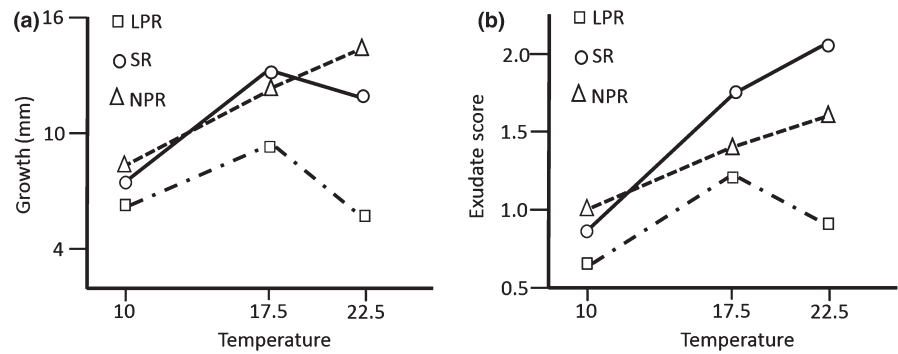 (a)
16
10
4
Growth (mm)
LPR
SR
NPR
10 17.5 22.5
Temperature
(b)
2.0
1.5
1.0
0.5
Exudate score
LPR
SR
NPR
10 17.5 22.5
Temperature